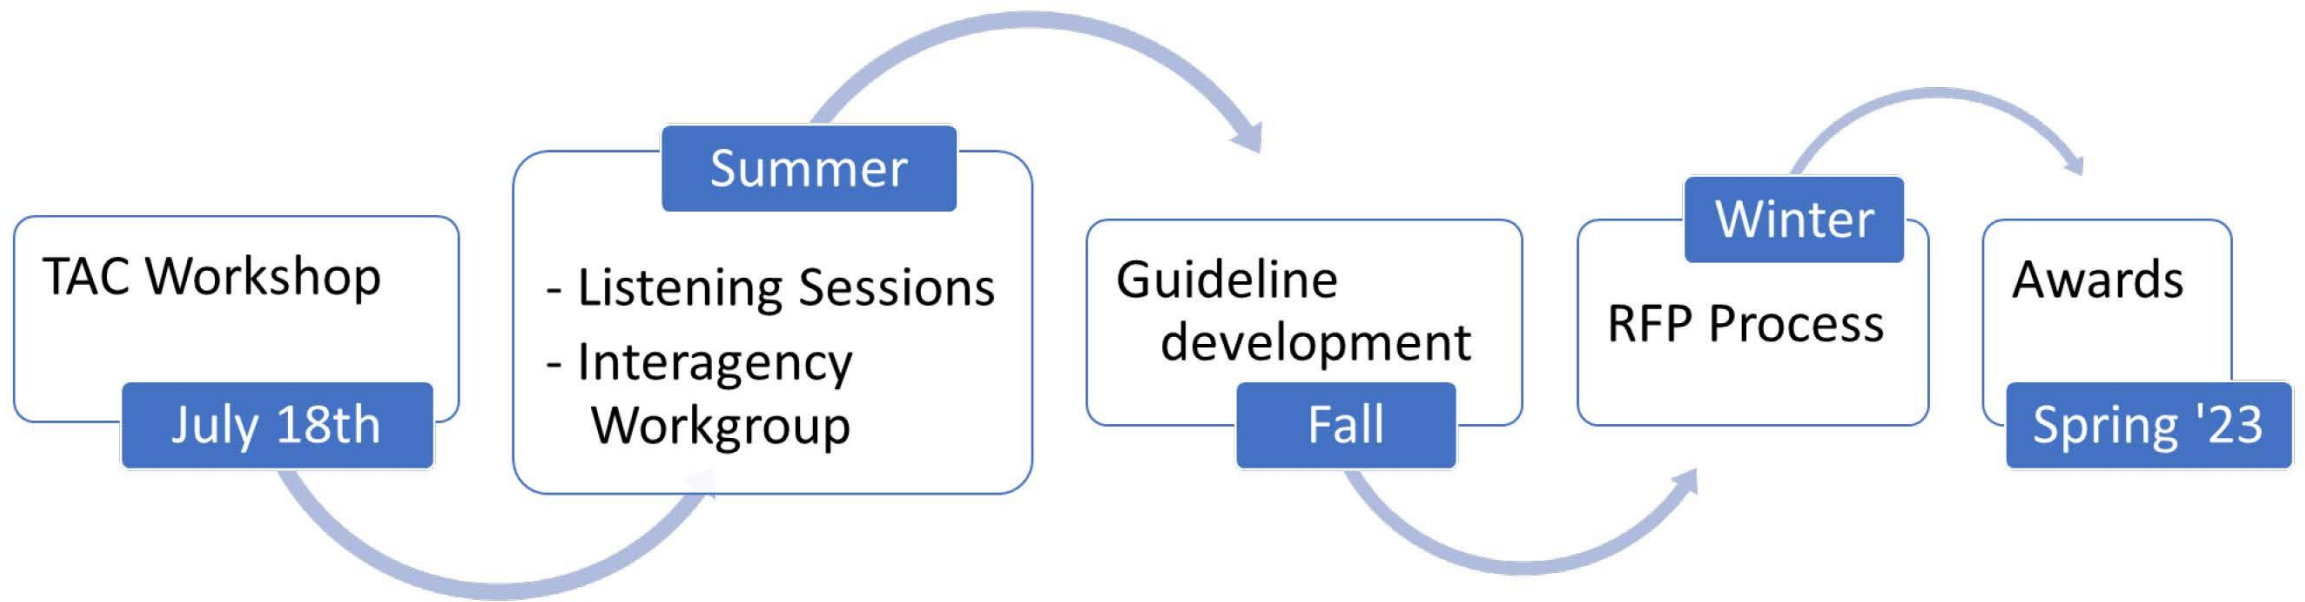 TAC Workshop
July 18th
Summer
- Listening Sessions
- Interagency
Workgroup
Guideline
development
Fall
Winter
RFP Process
Awards
Spring '23